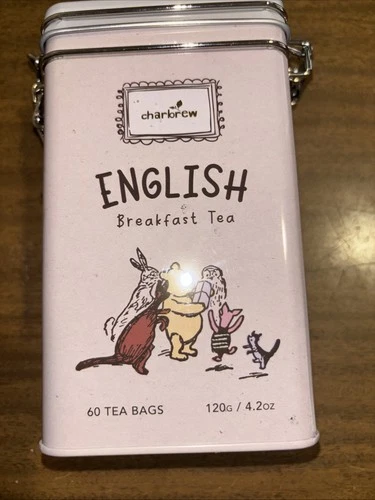 charbrew
ENGLISH
Breakfast Tea
60 TEA BAGS
120G / 4.2OZ